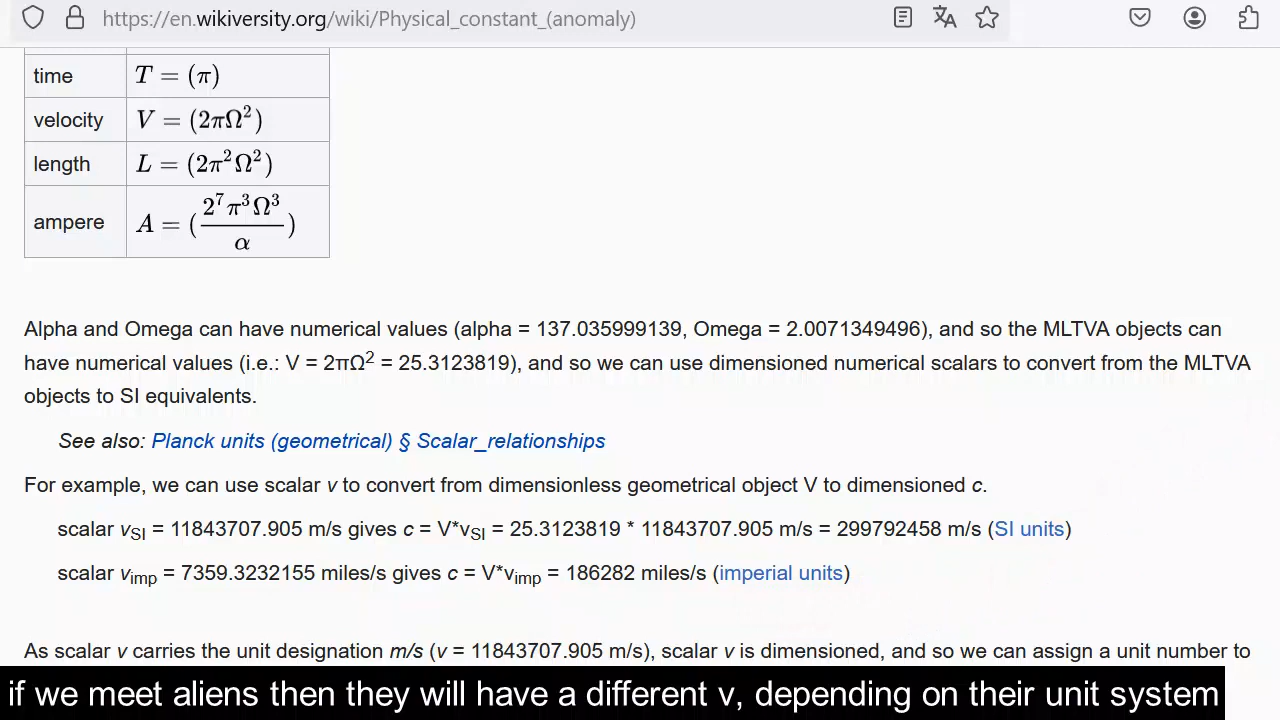 https://en.wikiversity.org/wiki/Physical_constant_(anomaly)
time T = (π)
velocity V = (2πΩ²)
length L = (2π²Ω²)
ampere A = (2⁷π³Ω³/α)
Alpha and Omega can have numerical values (alpha = 137.035999139, Omega = 2.0071349496), and so the MLTVA objects can
have numerical values (i.e.: V = 2πΩ² = 25.3123819), and so we can use dimensioned numerical scalars to convert from the MLTVA
objects to SI equivalents.
See also: Planck units (geometrical) § Scalar_relationships
For example, we can use scalar v to convert from dimensionless geometrical object V to dimensioned c.
scalar vSI = 11843707.905 m/s gives c = V*vSI = 25.3123819 * 11843707.905 m/s = 299792458 m/s (SI units)
scalar vimp = 7359.3232155 miles/s gives c = V*vimp = 186282 miles/s (imperial units)
As scalar v carries the unit designation m/s (v = 11843707.905 m/s), scalar v is dimensioned, and so we can assign a unit number to
if we meet aliens then they will have a different v, depending on their unit system